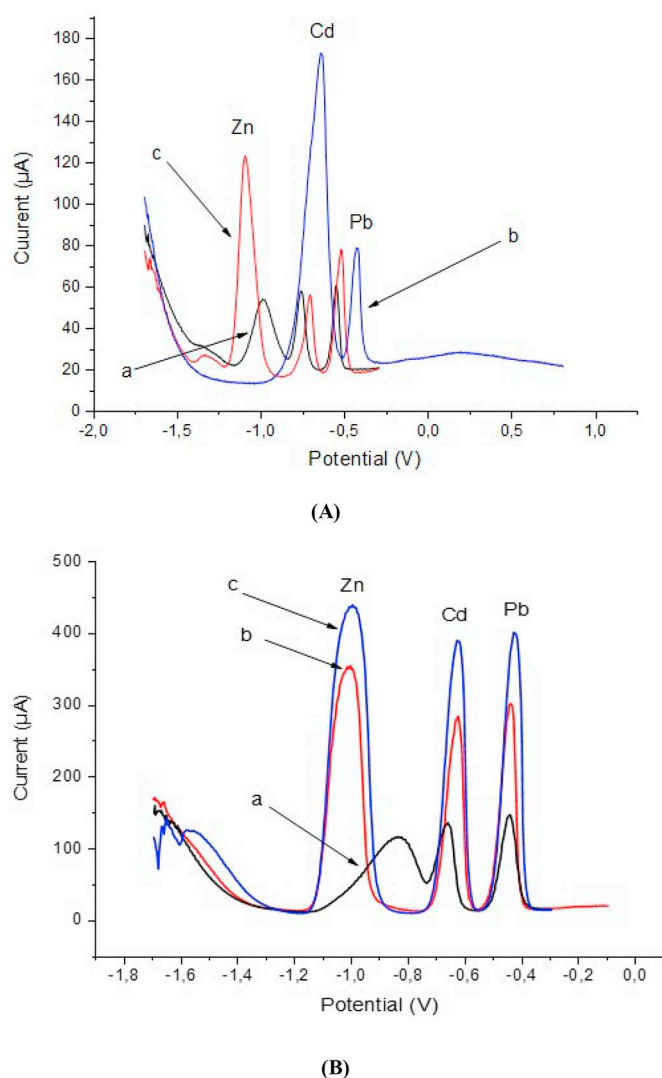 180
160
140
120
100
80
60
40
20
0
Cuurent (µA)
Cd
Zn
c
Pb
b
a
-2,0 -1,5 -1,0 -0,5 0,0 0,5 1,0
Potential (V)
(A)
500
400
300
200
100
0
Current (µA)
Zn
c
Cd
Pb
b
a
-1,8 -1,6 -1,4 -1,2 -1,0 -0,8 -0,6 -0,4 -0,2 0,0
Potential (V)
(B)